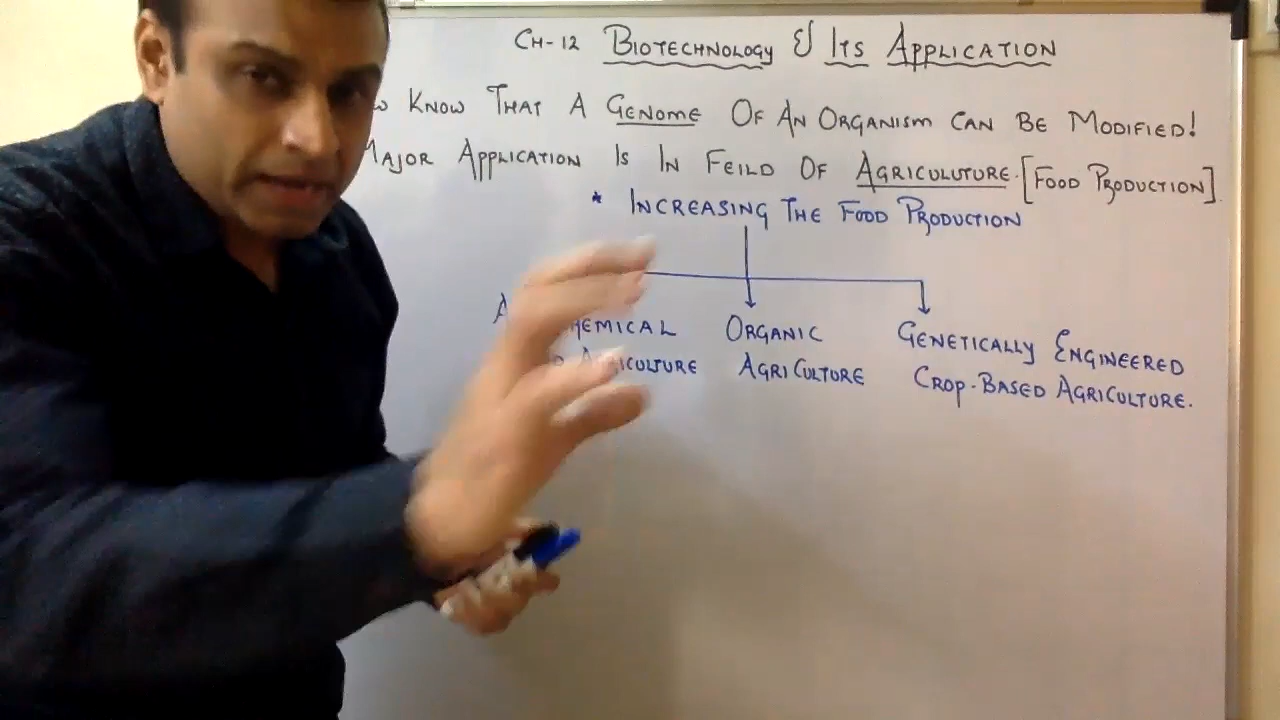 CH-12 BIOTECHNOLOGY & ITS APPLICATION
KNOW THAT A GENOME OF AN ORGANISM CAN BE MODIFIED!
MAJOR APPLICATION IS IN FEILD OF AGRICULUTURE. [FOOD PRODUCTION]
* INCREASING THE FOOD PRODUCTION
ORGANIC GENETICALLY ENGINEERED
AGRICULTURE AGRICULTURE CROP-BASED AGRICULTURE.